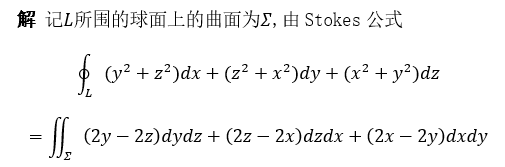 解 记L所围的球面上的曲面为Σ,由 Stokes 公式
∮_L (y² + z²)dx + (z² + x²)dy + (x² + y²)dz
= ∬_Σ (2y − 2z)dydz + (2z − 2x)dzdx + (2x − 2y)dxdy